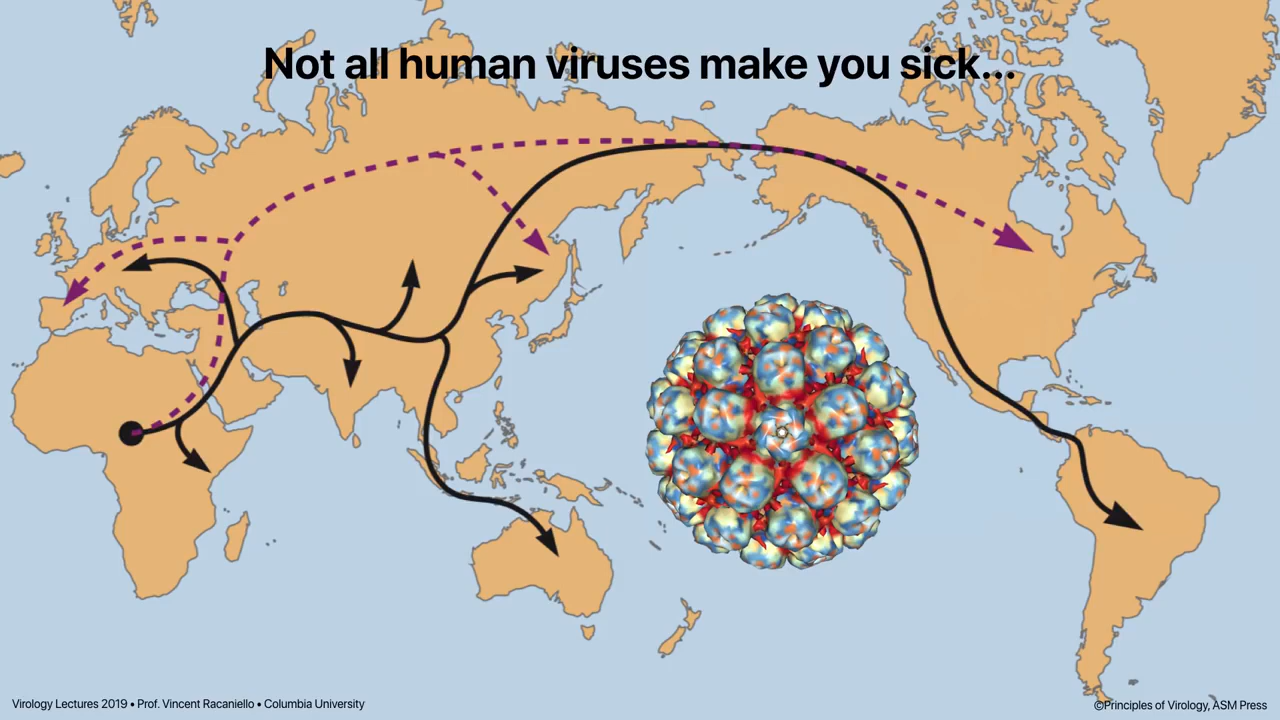 Not all human viruses make you sick...
Virology Lectures 2019 • Prof. Vincent Racaniello • Columbia University
©Principles of Virology, ASM Press